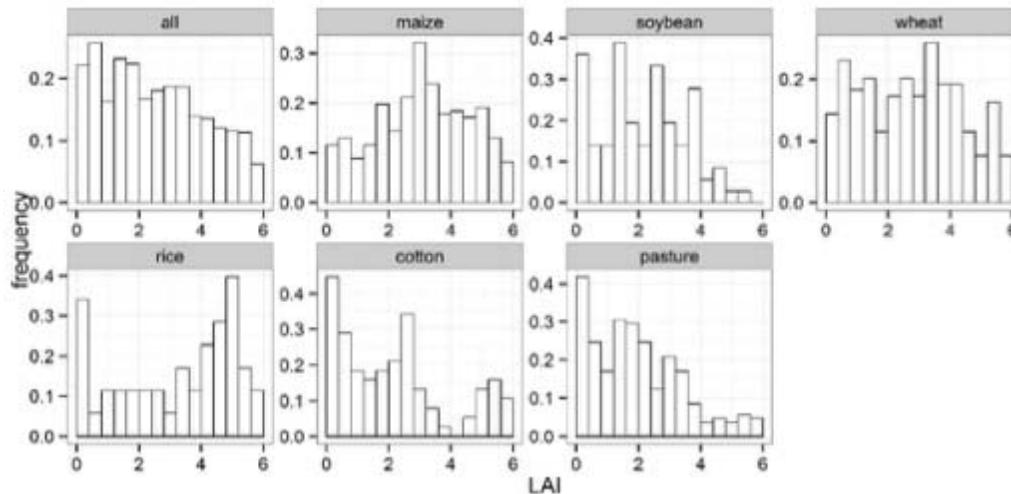 all maize soybean wheat
0.2 0.1 0.0
0.3 0.2 0.1 0.0
0.4 0.3 0.2 0.1 0.0
0.2 0.1 0.0
0 2 4 6 0 2 4 6 0 2 4 6 0 2 4 6
frequency
rice cotton pasture
0.4 0.3 0.2 0.1 0.0
0.4 0.3 0.2 0.1 0.0
0.4 0.3 0.2 0.1 0.0
0 2 4 6 0 2 4 6 0 2 4 6
LAI